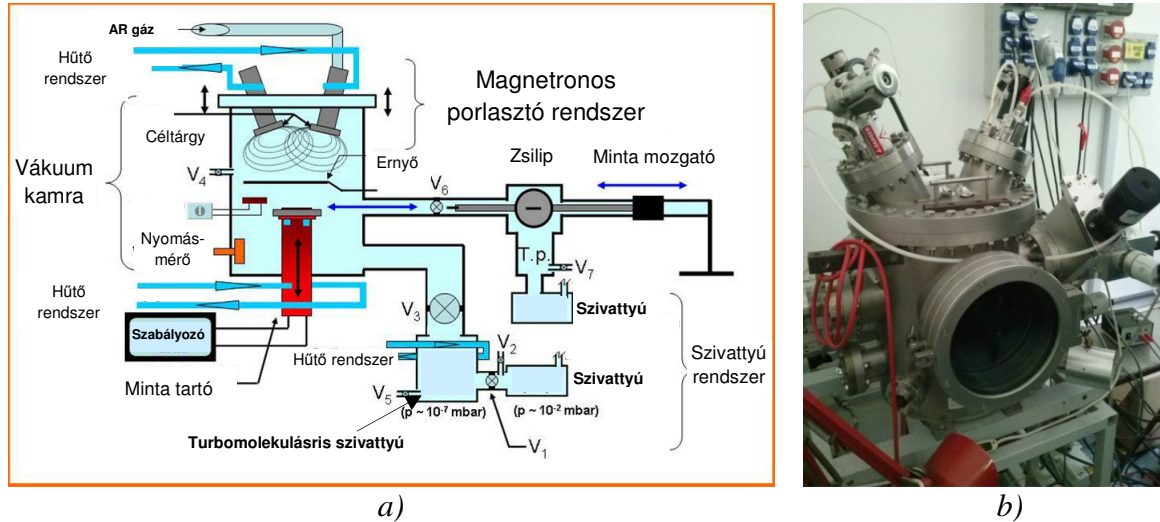 AR gáz
Hűtő
rendszer
Magnetronos
porlasztó rendszer
Céltárgy
Ernyő
Zsilip
Minta mozgató
Vákuum
kamra
V4
V6
Nyomás-
mérő
T.p.
V7
Hűtő
rendszer
V3
Szivattyú
Szabályozó
Hűtő rendszer
V2
Szivattyú
rendszer
Minta tartó
Szivattyú
V5
(p ~ 10-7 mbar)
(p ~ 10-2 mbar)
Turbomolekulásris szivattyú
V1
a)
b)